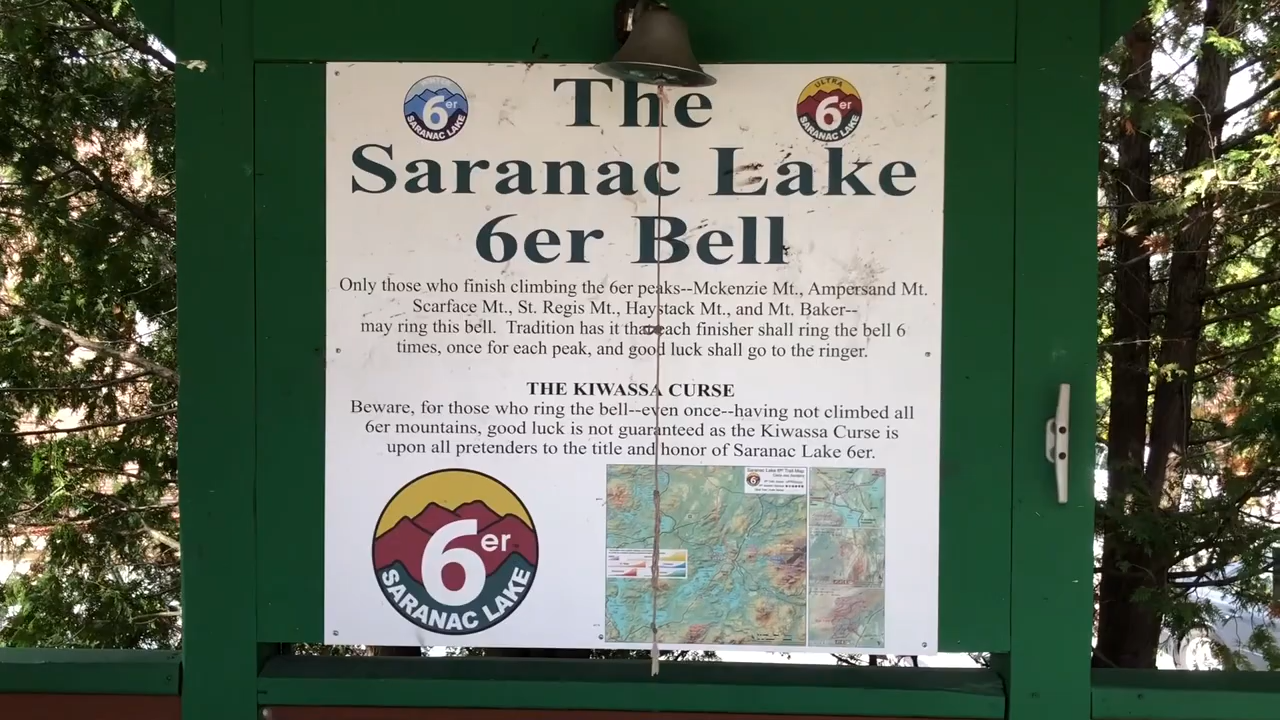 The
Saranac Lake
6er Bell
6er
SARANAC LAKE
ULTRA
6er
SARANAC LAKE
Only those who finish climbing the 6er peaks--Mckenzie Mt., Ampersand Mt.
Scarface Mt., St. Regis Mt., Haystack Mt., and Mt. Baker--
may ring this bell. Tradition has it that each finisher shall ring the bell 6
times, once for each peak, and good luck shall go to the ringer.
THE KIWASSA CURSE
Beware, for those who ring the bell--even once--having not climbed all
6er mountains, good luck is not guaranteed as the Kiwassa Curse is
upon all pretenders to the title and honor of Saranac Lake 6er.
6er
SARANAC LAKE
Saranac Lake 6er Trail Map